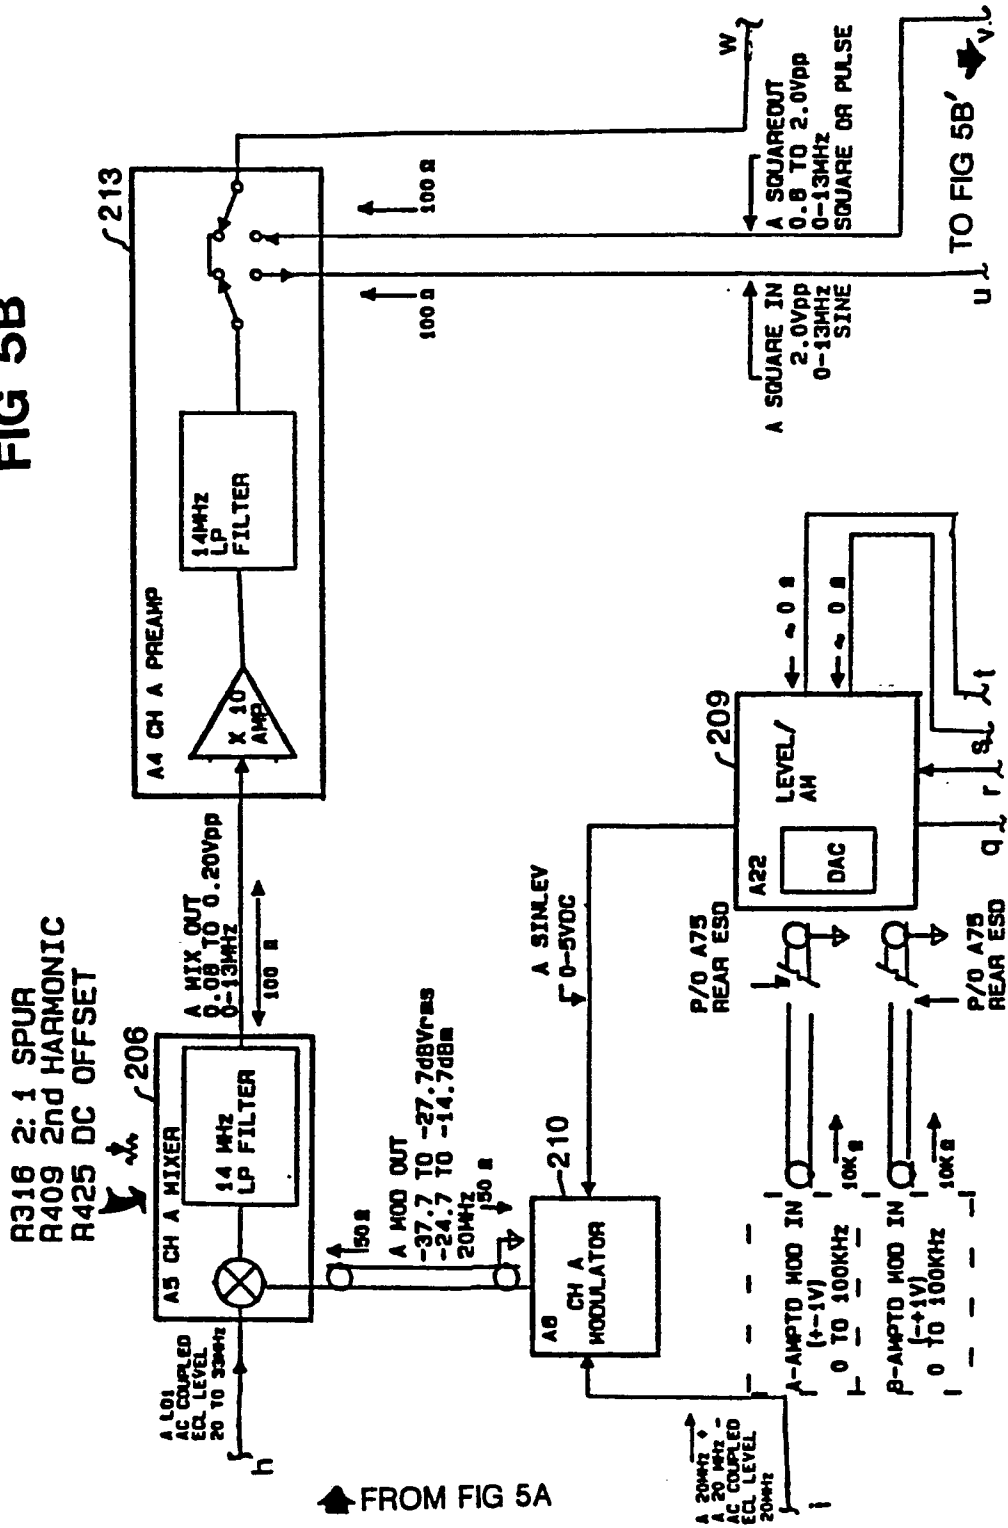 FIG 5B
R316 2: 1 SPUR
R409 2nd HARMONIC
R425 DC OFFSET
206
A5 CH A MIXER
14 MHz
LP FILTER
A LO1
AC COUPLED
ECL LEVEL
20 TO 33MHz
h
A MIX OUT
0.08 TO 0.20Vpp
0-13MHz
100 Ω
213
A4 CH A PREAMP
X 10
AMP
14MHz
LP
FILTER
100 Ω
100 Ω
W
A SQUARE IN
2.0Vpp
0-13MHz
SINE
A SQUAREOUT
0.8 TO 2.0Vpp
0-13MHz
SQUARE OR PULSE
u
v
TO FIG 5B'
50 Ω
A MOD OUT
-37.7 TO -27.7dBVrms
-24.7 TO -14.7dBm
20MHz
50 Ω
210
A6
CH A
MODULATOR
A SINLEV
0-5VDC
209
A22
LEVEL/
AM
DAC
~ 0 Ω
~ 0 Ω
q
r
s
t
P/O A75
REAR ESD
P/O A75
REAR ESD
A-AMPTD MOD IN
(+-1V)
0 TO 100KHz
10K Ω
B-AMPTD MOD IN
(-+1V)
0 TO 100KHz
10K Ω
A 20MHz +
A 20 MHz -
AC COUPLED
ECL LEVEL
20MHz
i
FROM FIG 5A